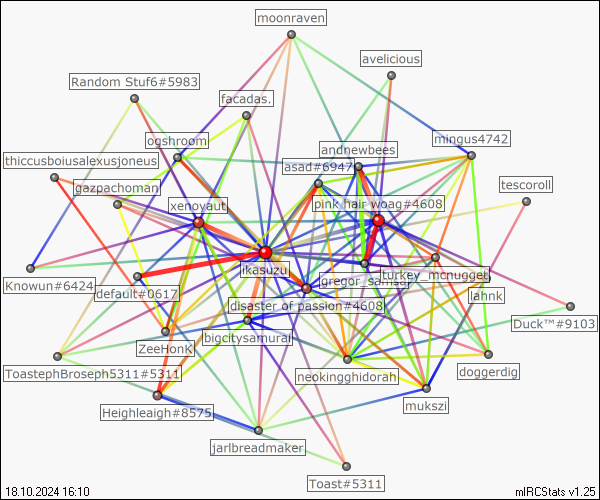 moonraven
avelicious
Random Stuf6#5983
facadas.
ogshroom
andnewbees
mingus4742
thiccusboiusalexusjoneus
asad#6947
gazpachoman
tescoroll
xenoyaut
pink hair woag#4608
ikasuzu
turkey_mcnugget
Knowun#6424
default#0617
gregor_samsa
lahnk
disaster of passion#4608
Duck™#9103
ZeeHonk
bigcitysamurai
ToastephBroseph5311#5311
neokingghidorah
doggerdig
Heighleaigh#8575
mukszi
jarlbreadmaker
Toast#5311
18.10.2024 16:10
mIRCStats v1.25